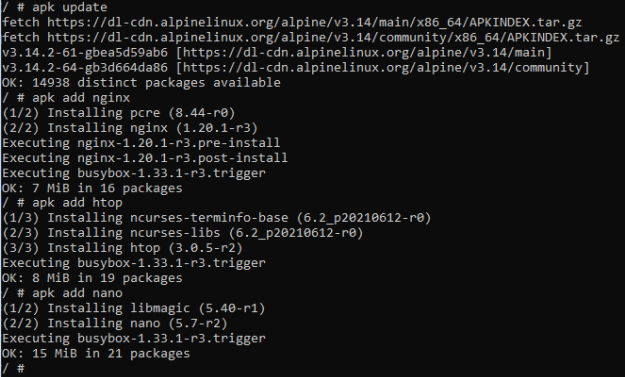 / # apk update
fetch https://dl-cdn.alpinelinux.org/alpine/v3.14/main/x86_64/APKINDEX.tar.gz
fetch https://dl-cdn.alpinelinux.org/alpine/v3.14/community/x86_64/APKINDEX.tar.gz
v3.14.2-61-gbea5d59ab6 [https://dl-cdn.alpinelinux.org/alpine/v3.14/main]
v3.14.2-64-gb3d664da86 [https://dl-cdn.alpinelinux.org/alpine/v3.14/community]
OK: 14938 distinct packages available
/ # apk add nginx
(1/2) Installing pcre (8.44-r0)
(2/2) Installing nginx (1.20.1-r3)
Executing nginx-1.20.1-r3.pre-install
Executing nginx-1.20.1-r3.post-install
Executing busybox-1.33.1-r3.trigger
OK: 7 MiB in 16 packages
/ # apk add htop
(1/3) Installing ncurses-terminfo-base (6.2_p20210612-r0)
(2/3) Installing ncurses-libs (6.2_p20210612-r0)
(3/3) Installing htop (3.0.5-r2)
Executing busybox-1.33.1-r3.trigger
OK: 8 MiB in 19 packages
/ # apk add nano
(1/2) Installing libmagic (5.40-r1)
(2/2) Installing nano (5.7-r2)
Executing busybox-1.33.1-r3.trigger
OK: 15 MiB in 21 packages
/ #